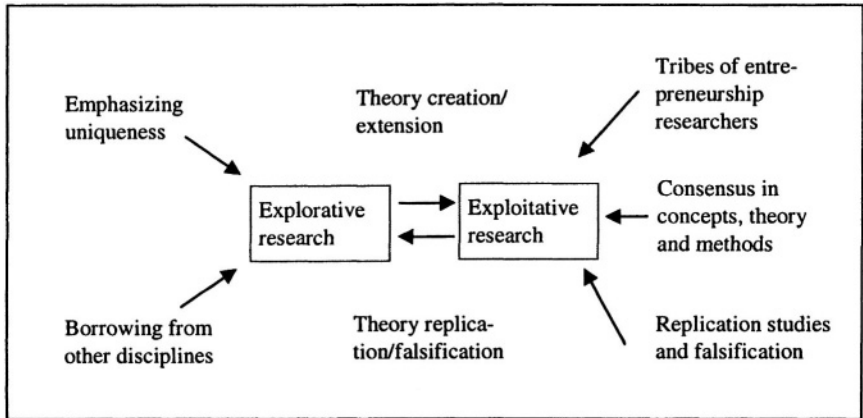 Emphasizing
uniqueness
Theory creation/
extension
Tribes of entre-
preneurship
researchers
Explorative
research
Exploitative
research
Consensus in
concepts, theory
and methods
Borrowing from
other disciplines
Theory replica-
tion/falsification
Replication studies
and falsification